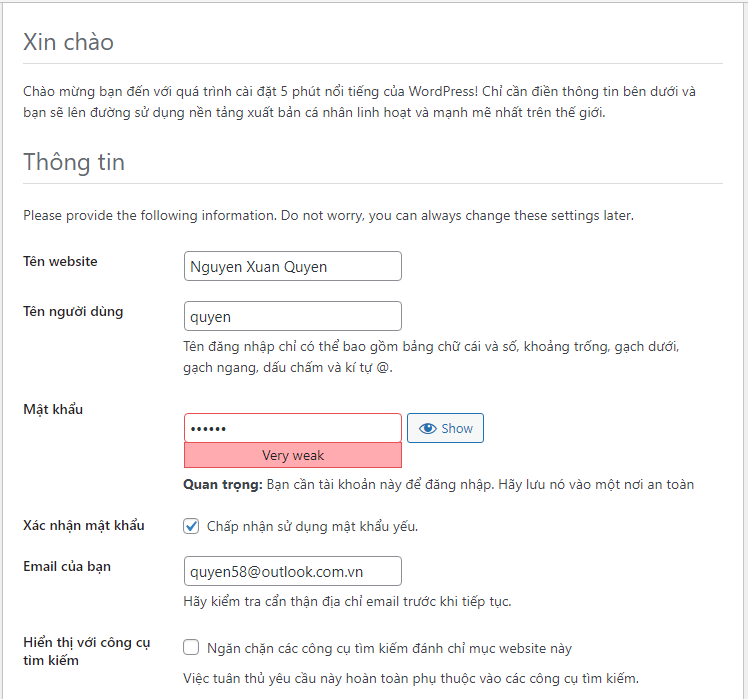 Xin chào
Chào mừng bạn đến với quá trình cài đặt 5 phút nổi tiếng của WordPress! Chỉ cần điền thông tin bên dưới và
bạn sẽ lên đường sử dụng nền tảng xuất bản cá nhân linh hoạt và mạnh mẽ nhất trên thế giới.
Thông tin
Please provide the following information. Do not worry, you can always change these settings later.
Tên website
Nguyen Xuan Quyen
Tên người dùng
quyen
Tên đăng nhập chỉ có thể bao gồm bảng chữ cái và số, khoảng trống, gạch dưới,
gạch ngang, dấu chấm và kí tự @.
Mật khẩu
••••••
Show
Very weak
Quan trọng: Bạn cần tài khoản này để đăng nhập. Hãy lưu nó vào một nơi an toàn
Xác nhận mật khẩu
Chấp nhận sử dụng mật khẩu yếu.
Email của bạn
quyen58@outlook.com.vn
Hãy kiểm tra cẩn thận địa chỉ email trước khi tiếp tục.
Hiển thị với công cụ
tìm kiếm
Ngăn chặn các công cụ tìm kiếm đánh chỉ mục website này
Việc tuân thủ yêu cầu này hoàn toàn phụ thuộc vào các công cụ tìm kiếm.